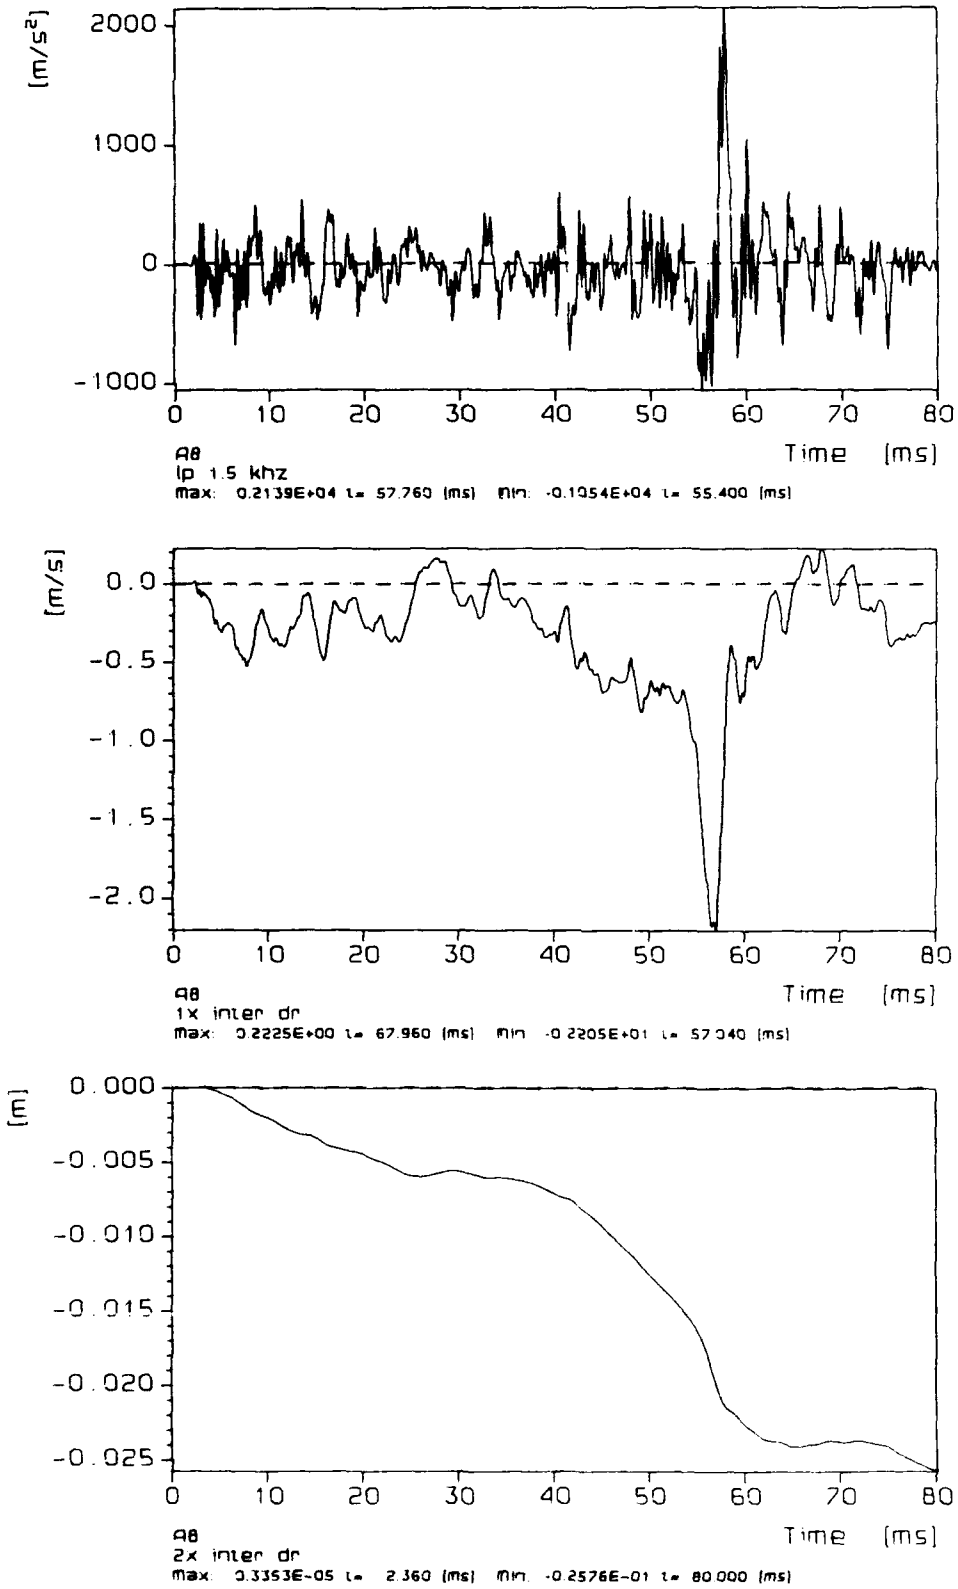 [m/s²]
2000
1000
0
-1000
0 10 20 30 40 50 60 70 80
Time [ms]
A8
lp 1.5 khz
max: 0.2139E+04 t= 57.760 [ms] min: -0.1054E+04 t= 55.400 [ms]
[m/s]
0.0
-0.5
-1.0
-1.5
-2.0
0 10 20 30 40 50 60 70 80
Time [ms]
A8
1x inter dr
max: 0.2225E+00 t= 67.960 [ms] min -0.2205E+01 t= 57.040 [ms]
[m]
0.000
-0.005
-0.010
-0.015
-0.020
-0.025
0 10 20 30 40 50 60 70 80
Time [ms]
A8
2x inter dr
max: 0.3353E-05 t= 2.360 [ms] min: -0.2576E-01 t= 80.000 [ms]